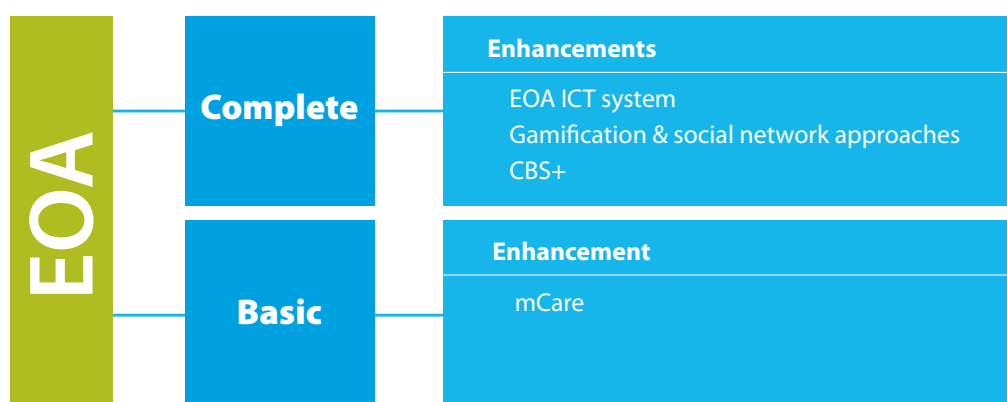 EOA
Complete
Enhancements
EOA ICT system
Gamification & social network approaches
CBS+
Basic
Enhancement
mCare